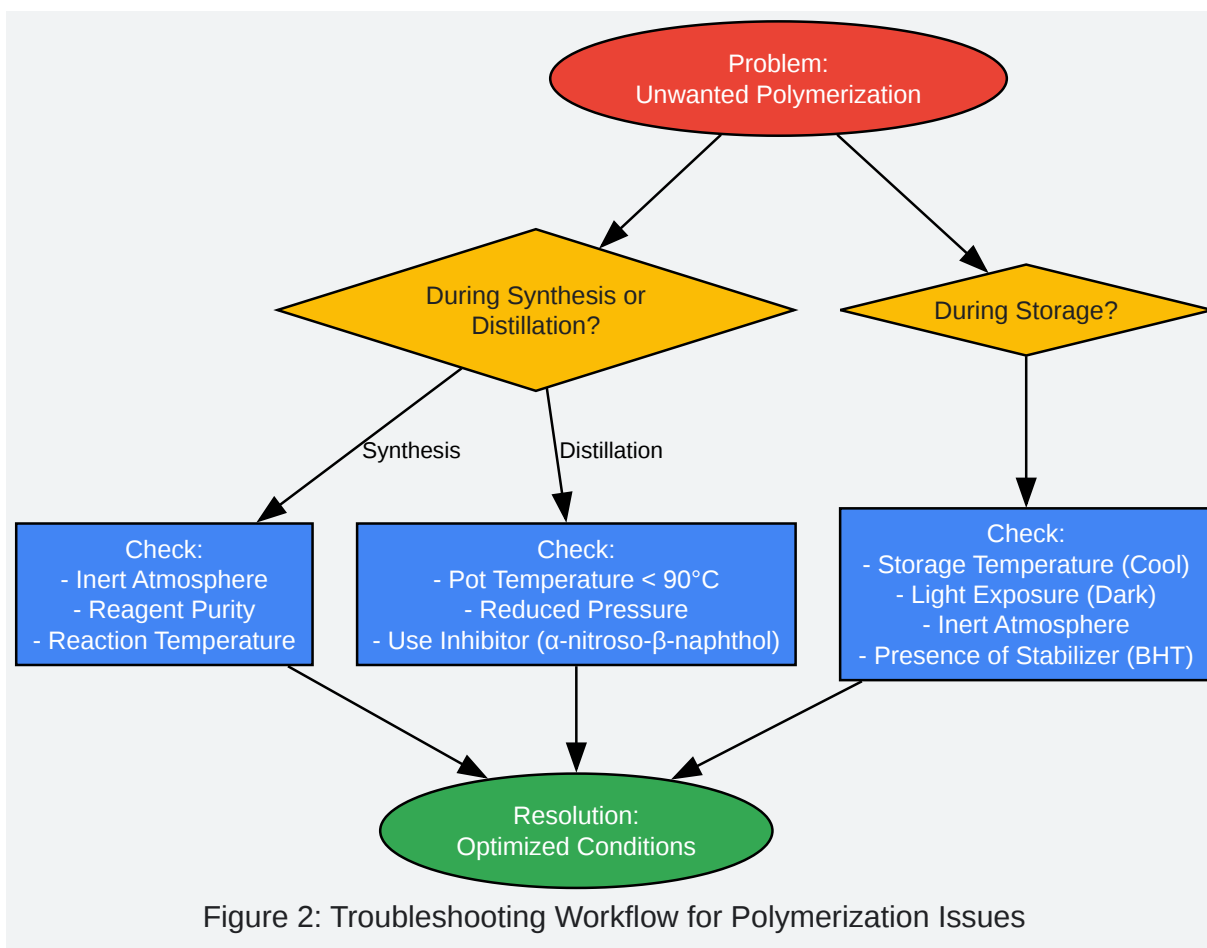 Problem:
Unwanted Polymerization
During Synthesis or
Distillation?
During Storage?
Synthesis
Distillation
Check:
- Inert Atmosphere
- Reagent Purity
- Reaction Temperature
Check:
- Pot Temperature < 90°C
- Reduced Pressure
- Use Inhibitor (α-nitroso-β-naphthol)
Check:
- Storage Temperature (Cool)
- Light Exposure (Dark)
- Inert Atmosphere
- Presence of Stabilizer (BHT)
Resolution:
Optimized Conditions
Figure 2: Troubleshooting Workflow for Polymerization Issues